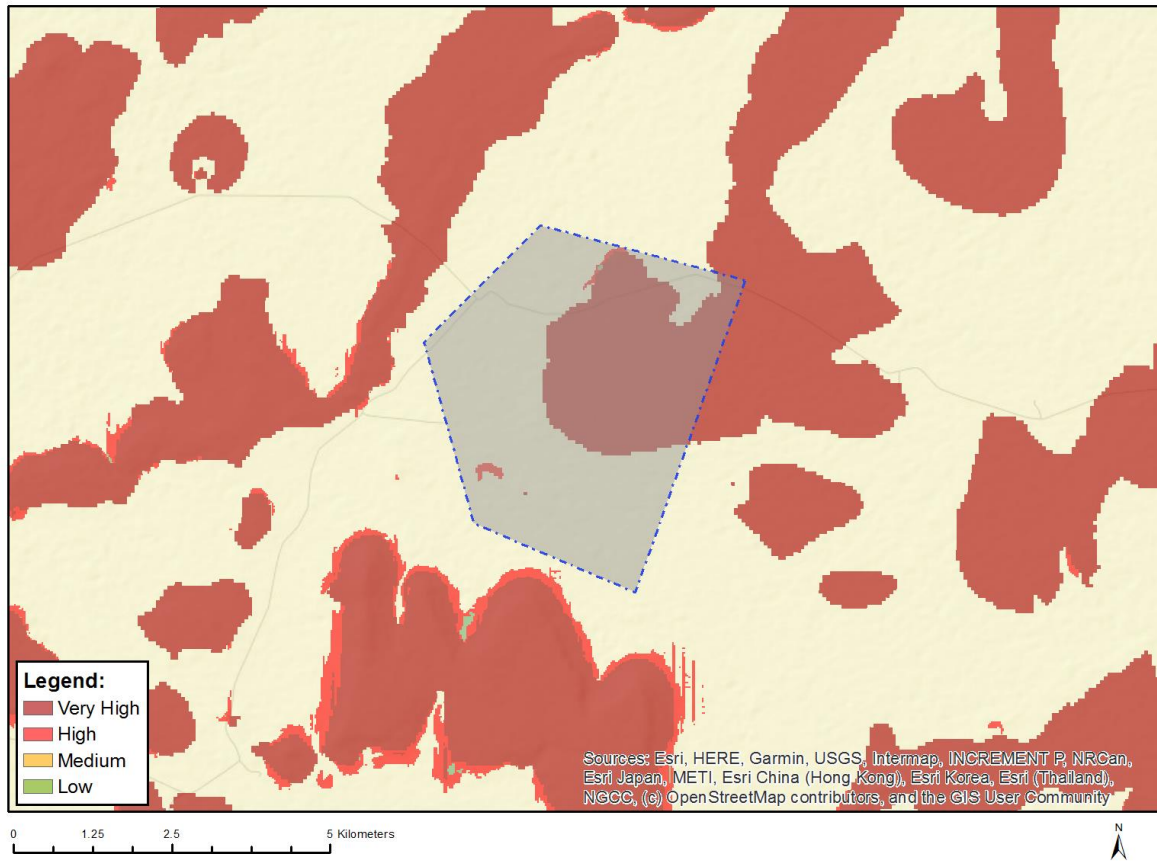 Legend:
Very High
High
Medium
Low
Sources: Esri, HERE, Garmin, USGS, Intermap, INCREMENT P, NRCan,
Esri Japan, METI, Esri China (Hong Kong), Esri Korea, Esri (Thailand),
NGCC, (c) OpenStreetMap contributors, and the GIS User Community
0 1.25 2.5 5 Kilometers
N